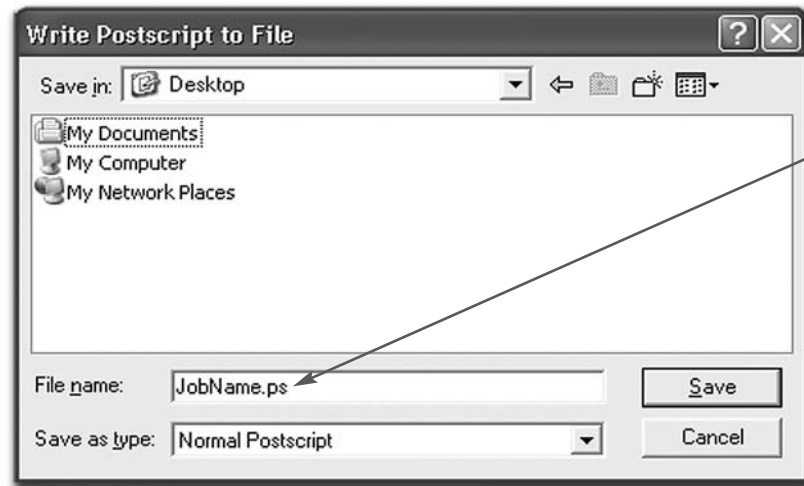 Write Postscript to File
Save in: Desktop
My Documents
My Computer
My Network Places
File name: JobName.ps Save
Save as type: Normal Postscript Cancel